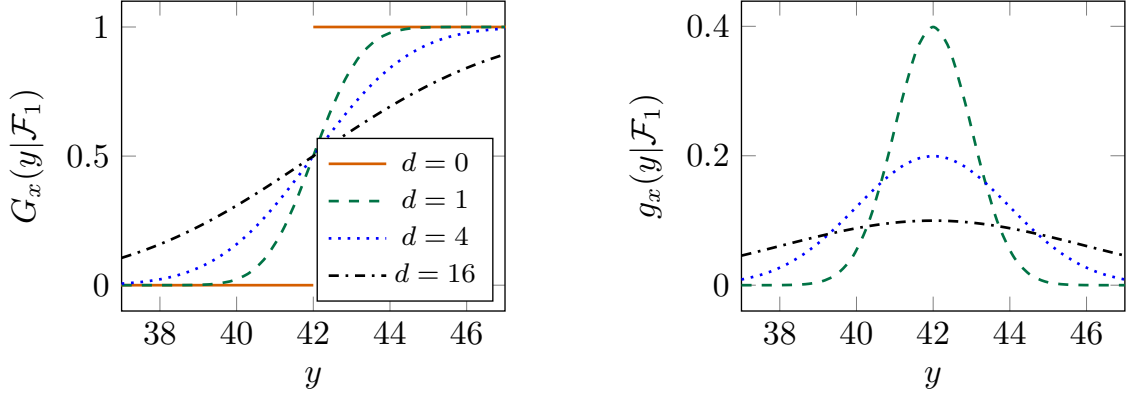 1
0.5
0
G_x(y|F_1)
38 40 42 44 46
y
d = 0
d = 1
d = 4
d = 16
0.4
0.2
0
g_x(y|F_1)
38 40 42 44 46
y